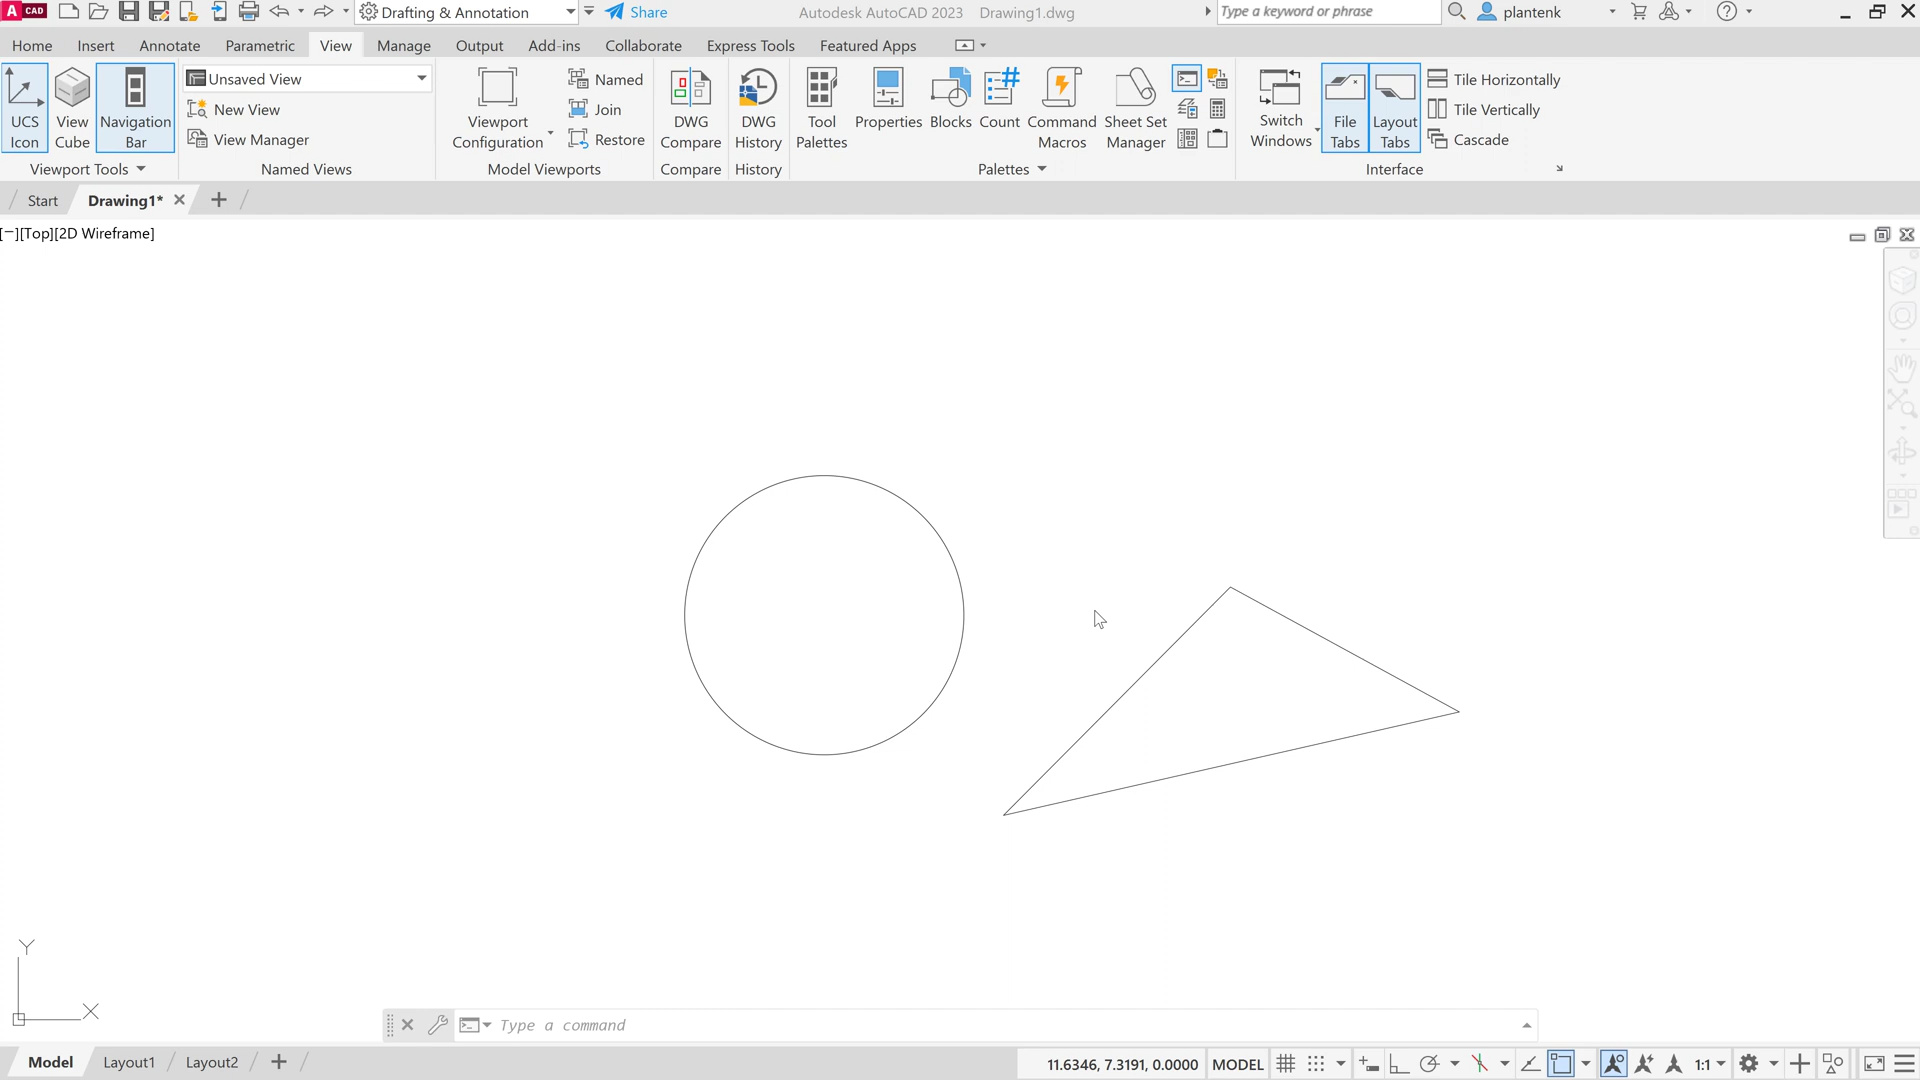 A CAD Drafting & Annotation Share Autodesk AutoCAD 2023 Drawing1.dwg Type a keyword or phrase plantenk
Home Insert Annotate Parametric View Manage Output Add-ins Collaborate Express Tools Featured Apps
UCS Icon
View Cube
Navigation Bar
Unsaved View
New View
View Manager
Viewport Configuration
Named
Join
Restore
DWG Compare
DWG History
Tool Palettes
Properties
Blocks
Count
Command Macros
Sheet Set Manager
Switch Windows
File Tabs
Layout Tabs
Tile Horizontally
Tile Vertically
Cascade
Viewport Tools Named Views Model Viewports Compare History Palettes Interface
Start Drawing1*
[−][Top][2D Wireframe]
Y
X
Type a command
Model Layout1 Layout2 11.6346, 7.3191, 0.0000 MODEL 1:1